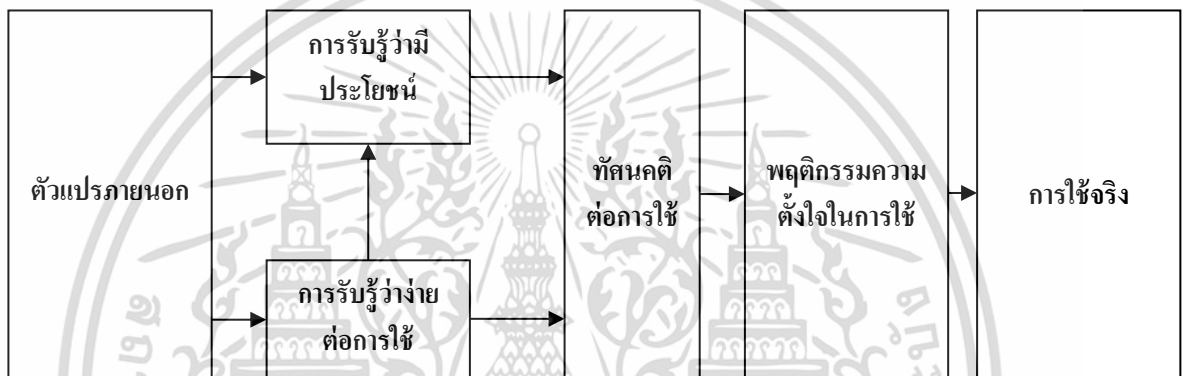 ตัวแปรภายนอก
การรับรู้ว่ามี
ประโยชน์
การรับรู้ว่าง่าย
ต่อการใช้
ทัศนคติ
ต่อการใช้
พฤติกรรมความ
ตั้งใจในการใช้
การใช้จริง